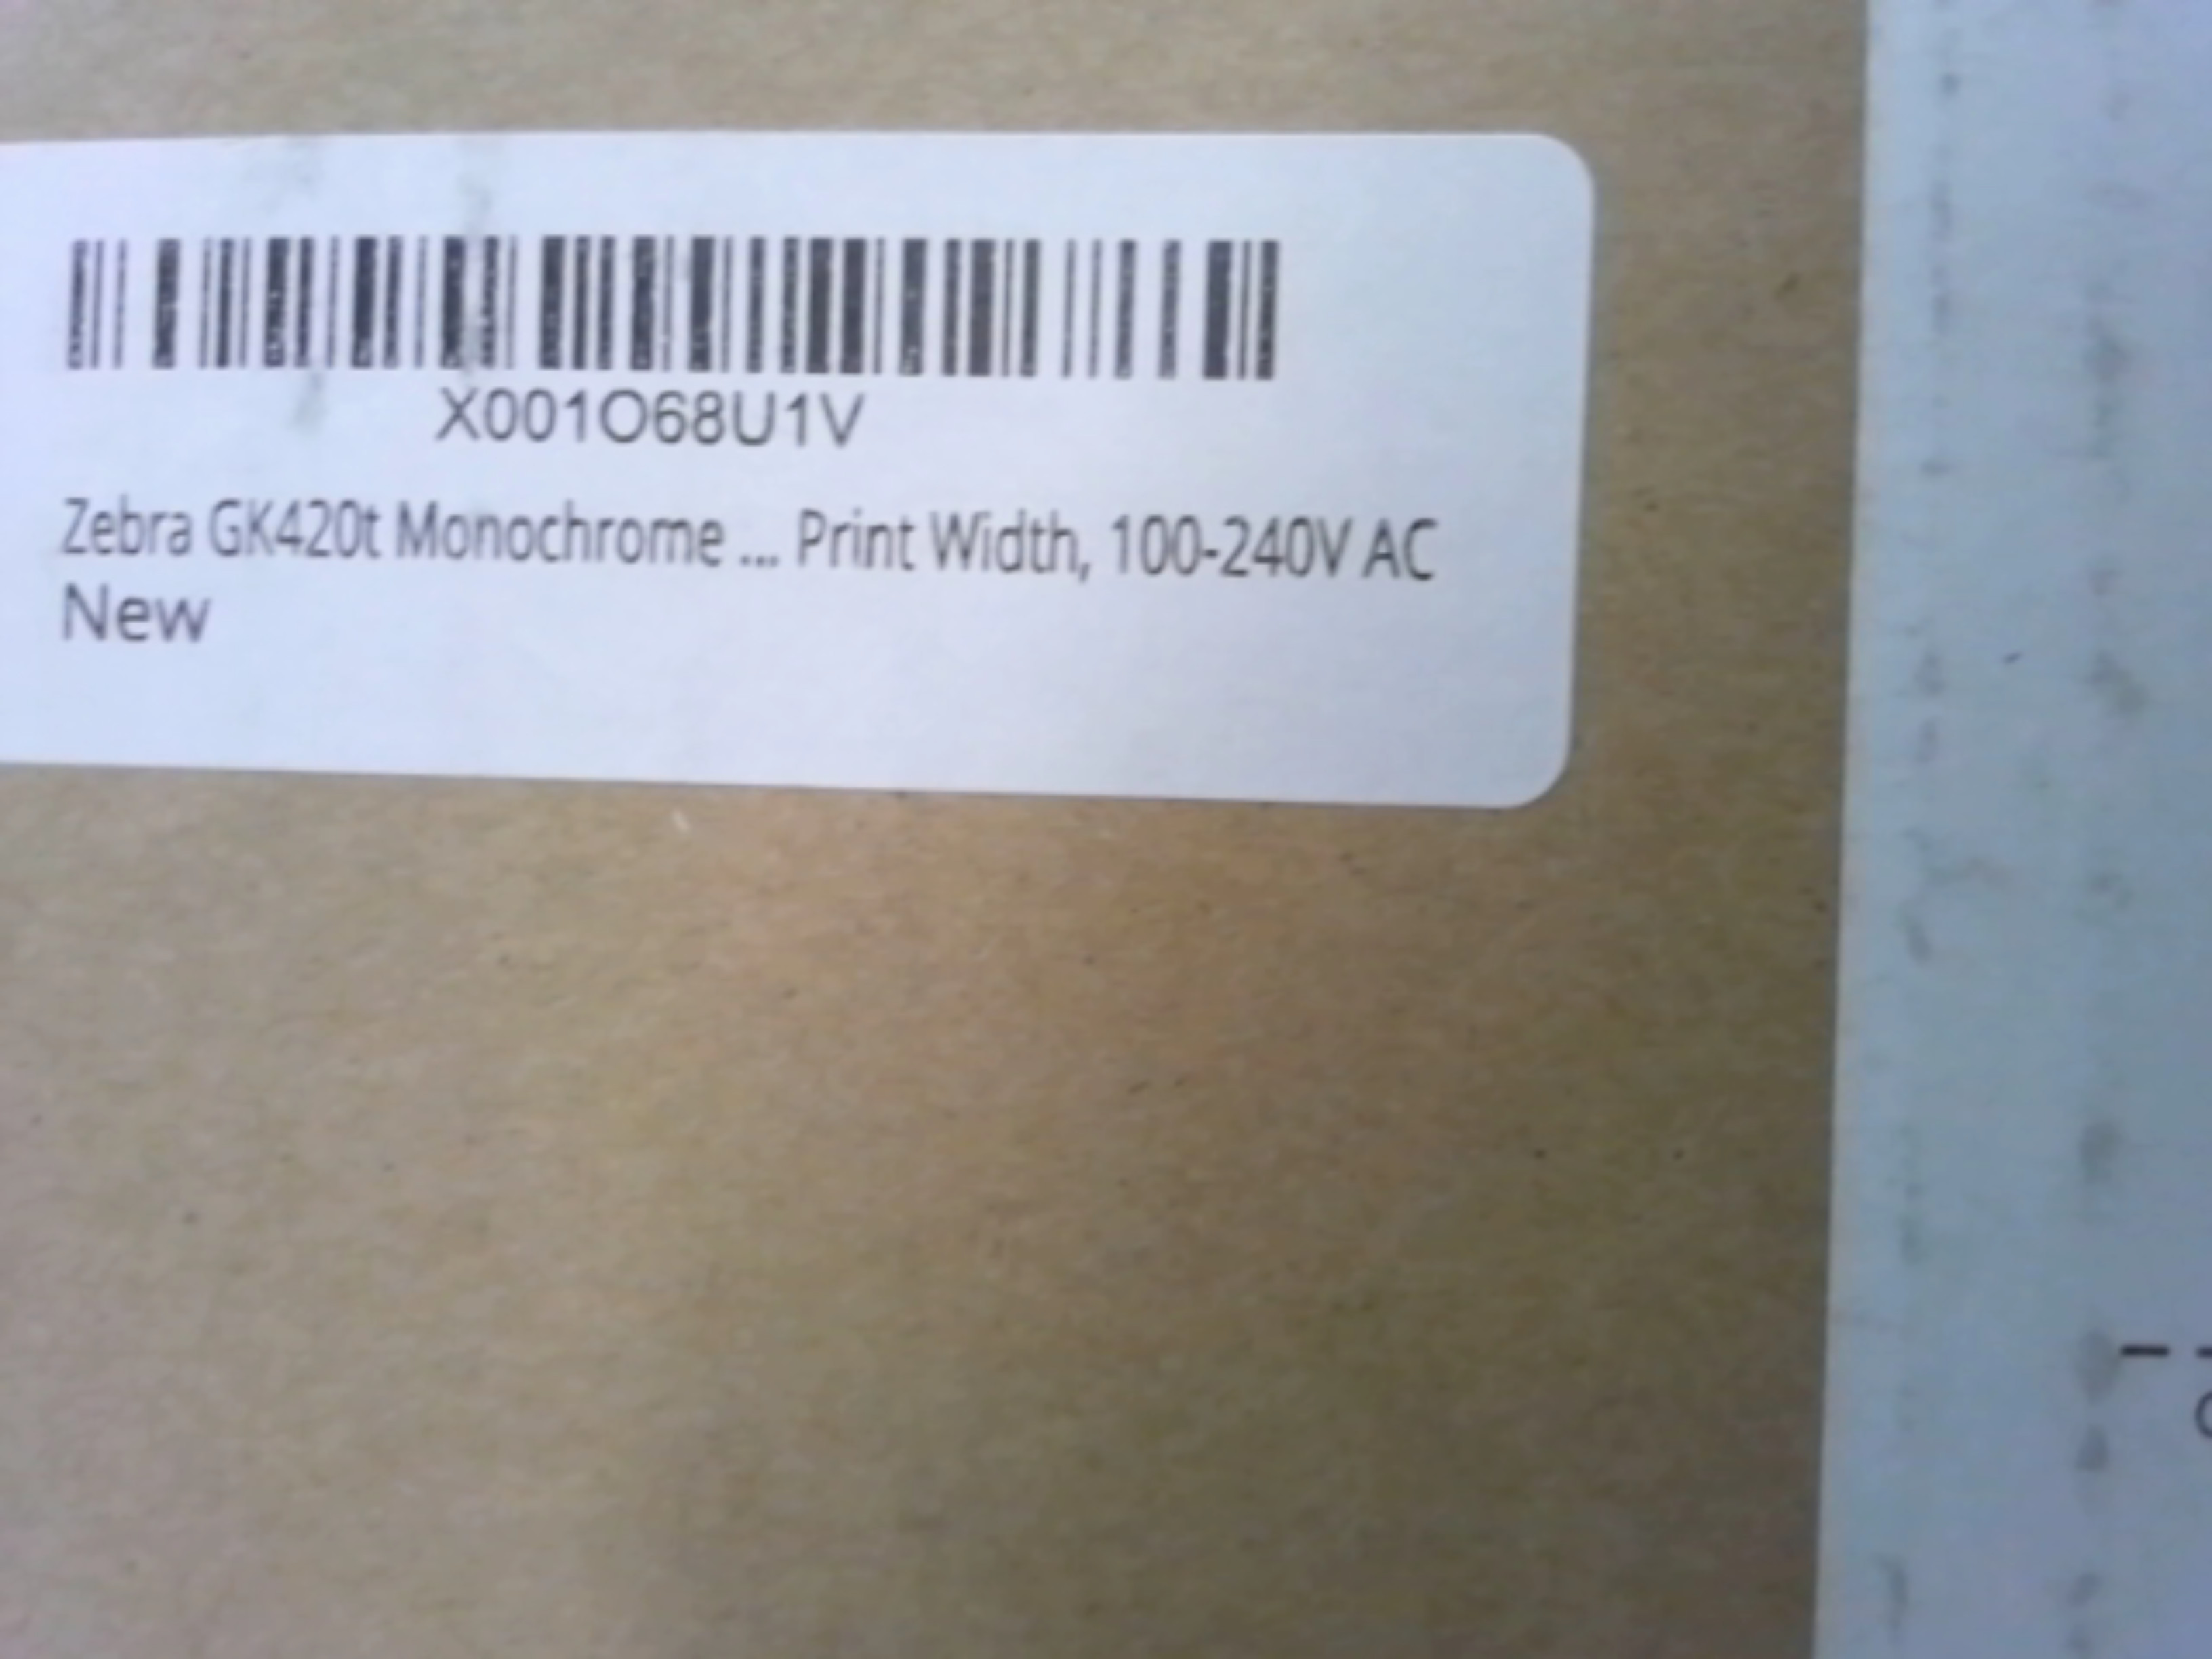 X001O68U1V
Zebra GK420t Monochrome ... Print Width, 100-240V AC
New